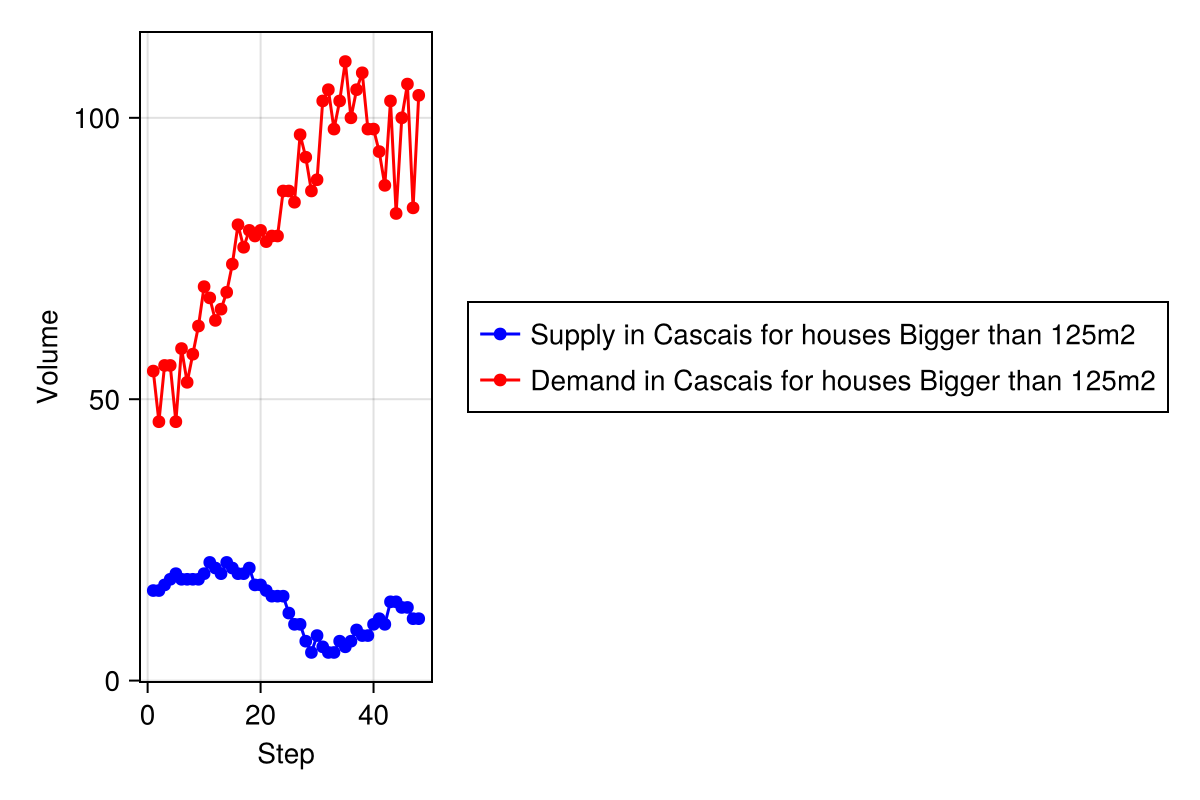 100
50
0
Volume
0 20 40
Step
Supply in Cascais for houses Bigger than 125m2
Demand in Cascais for houses Bigger than 125m2